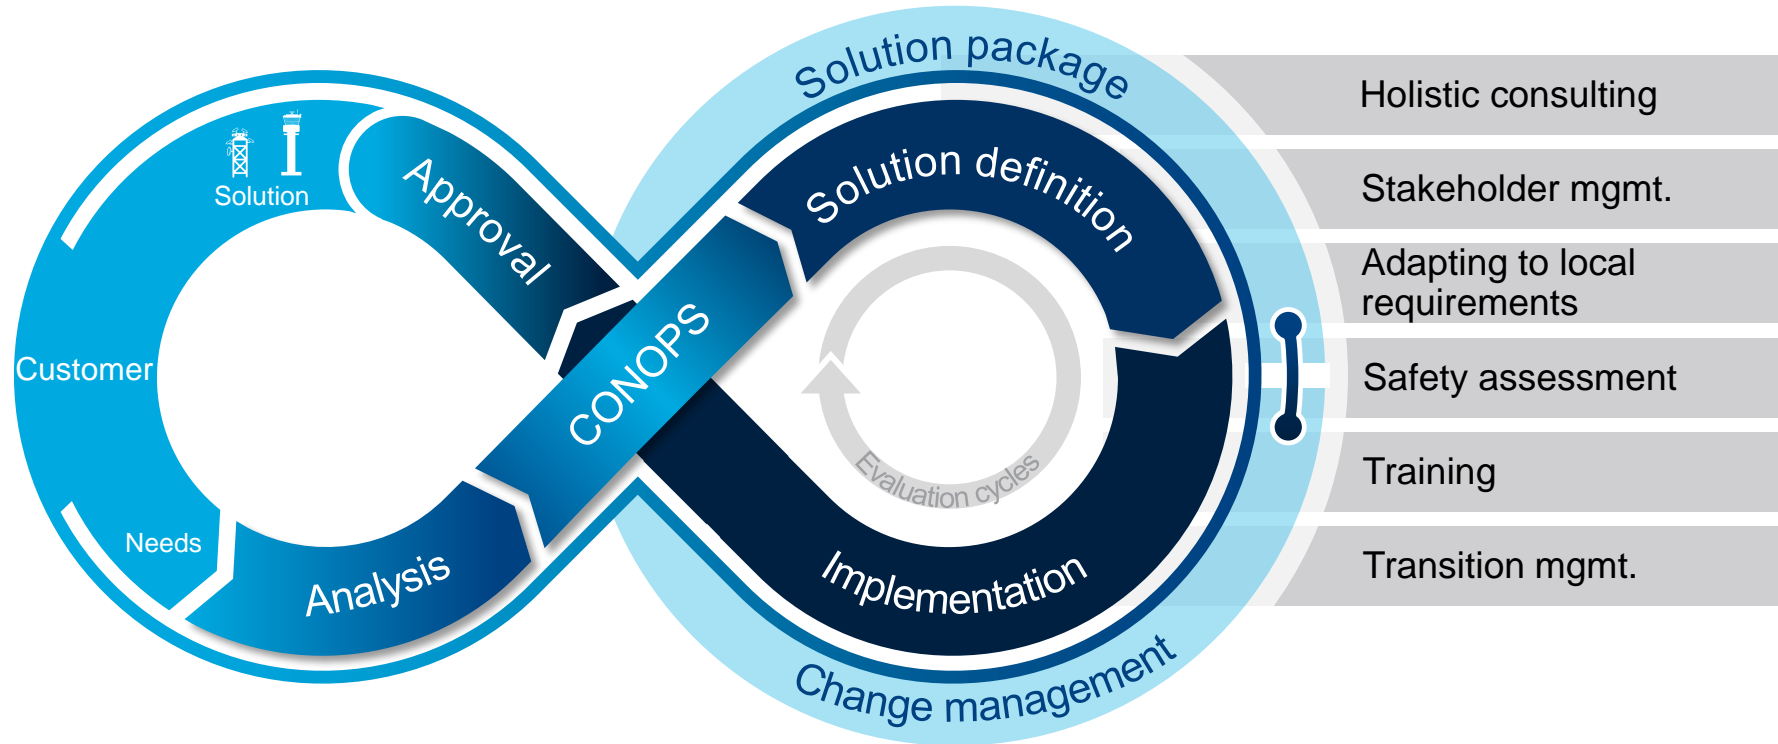 Solution package
Solution
Approval
Solution definition
Customer
CONOPS
Evaluation cycles
Needs
Analysis
Implementation
Change management
Holistic consulting
Stakeholder mgmt.
Adapting to local
requirements
Safety assessment
Training
Transition mgmt.